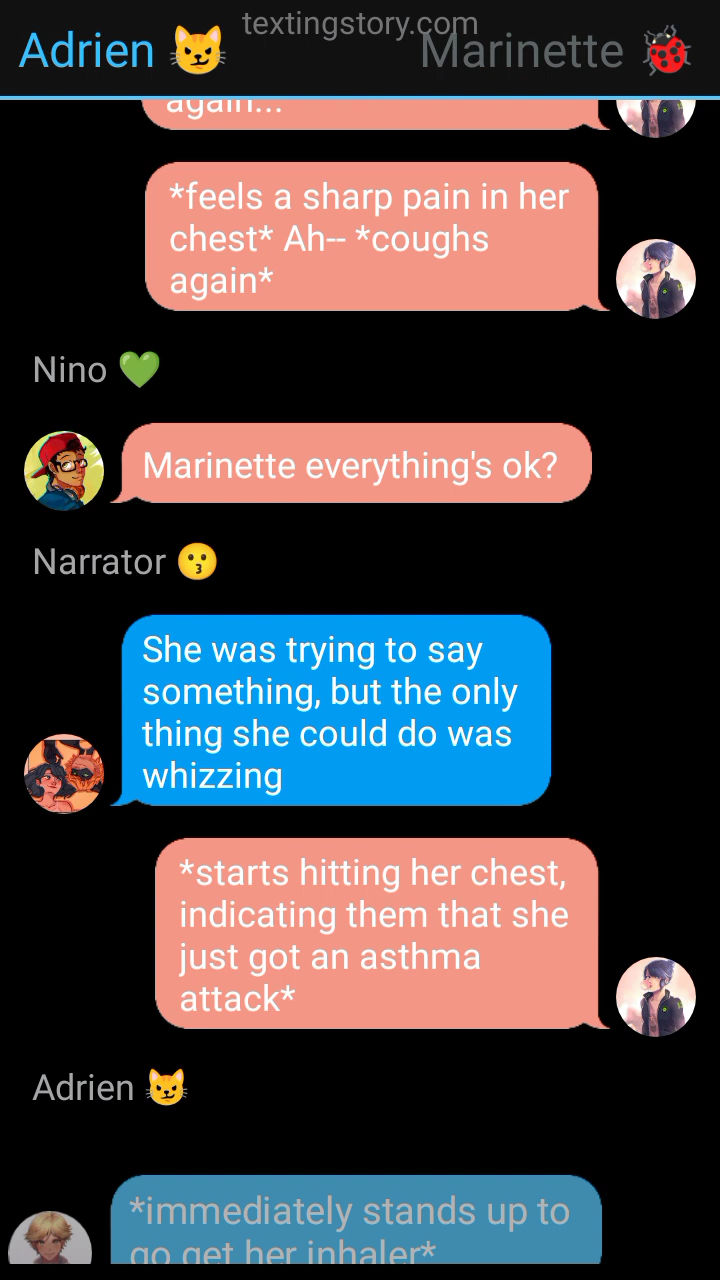 textingstory.com
Adrien 😼 Marinette 🐞
again...
*feels a sharp pain in her
chest* Ah-- *coughs
again*
Nino 💚
Marinette everything's ok?
Narrator 😗
She was trying to say
something, but the only
thing she could do was
whizzing
*starts hitting her chest,
indicating them that she
just got an asthma
attack*
Adrien 😼
*immediately stands up to
go get her inhaler*